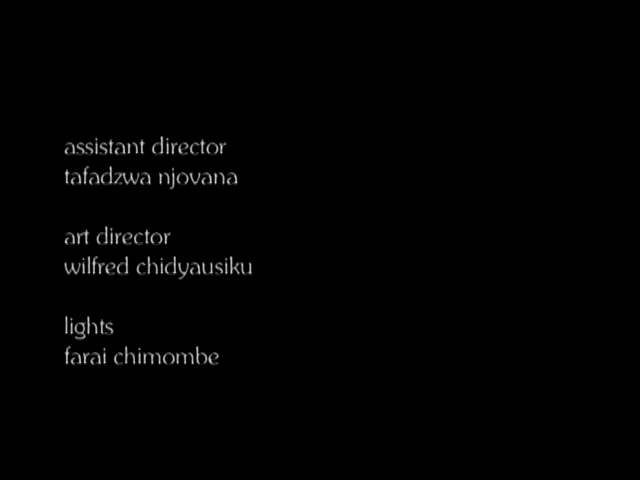 assistant director
tafadzwa njovana
art director
wilfred chidyausiku
lights
farai chimombe